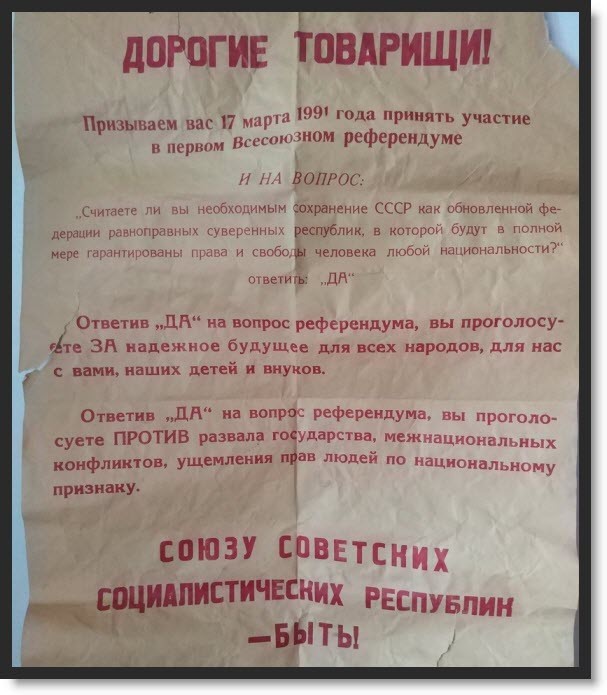 ДОРОГИЕ ТОВАРИЩИ!
Призываем вас 17 марта 1991 года принять участие
в первом Всесоюзном референдуме
И НА ВОПРОС:
„Считаете ли вы необходимым сохранение СССР как обновленной фе-
дерации равноправных суверенных республик, в которой будут в полной
мере гарантированы права и свободы человека любой национальности?“
ответить: „ДА“
Ответив „ДА“ на вопрос референдума, вы проголосу-
ете ЗА надежное будущее для всех народов, для нас
с вами, наших детей и внуков.
Ответив „ДА“ на вопрос референдума, вы проголо-
суете ПРОТИВ развала государства, межнациональных
конфликтов, ущемления прав людей по национальному
признаку.
СОЮЗУ СОВЕТСКИХ
СОЦИАЛИСТИЧЕСКИХ РЕСПУБЛИК
—БЫТЬ!